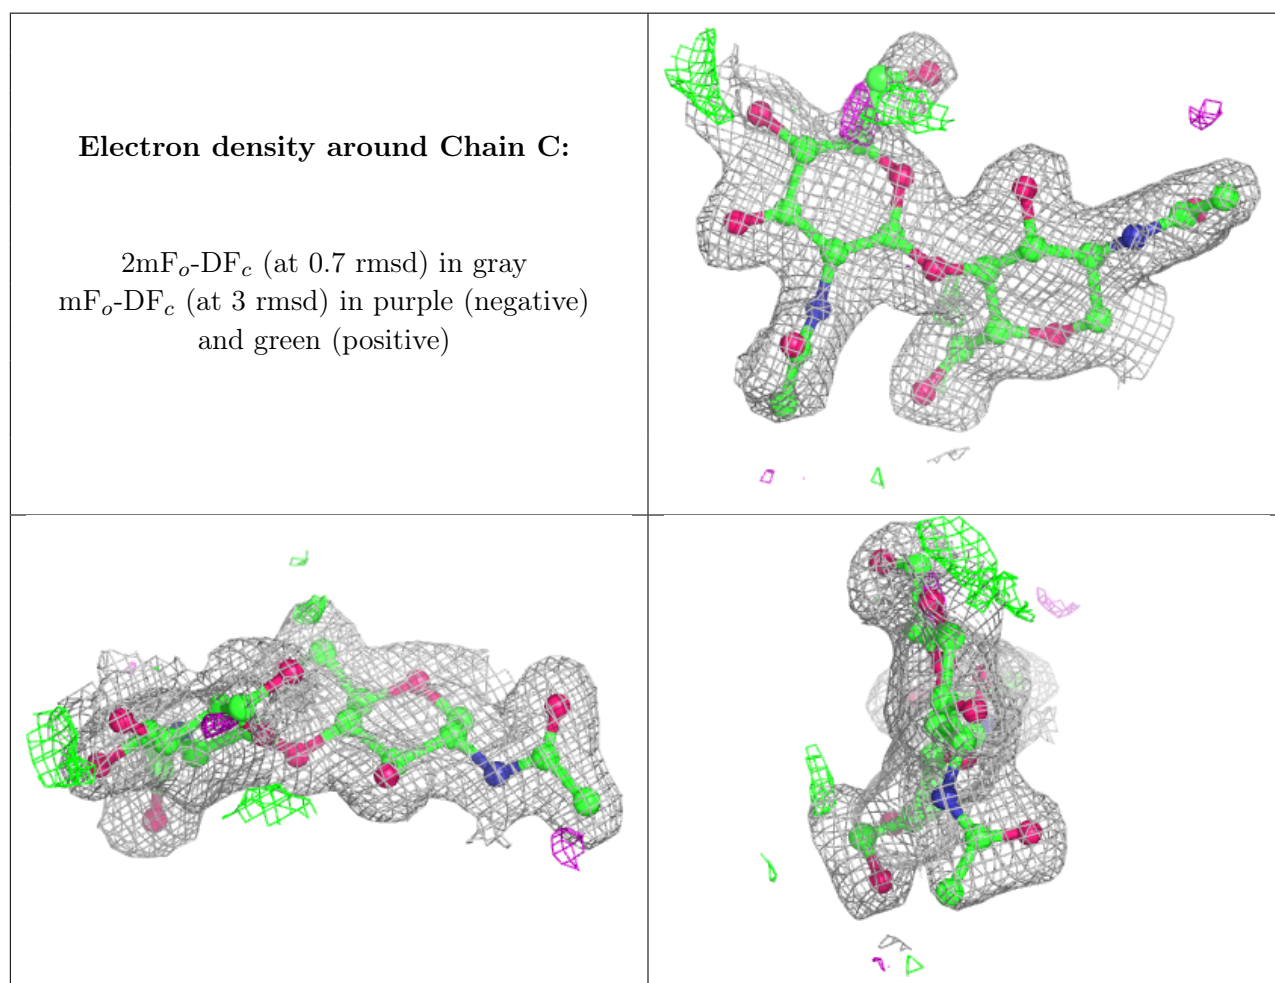 Electron density around Chain C:
2mFo-DFc (at 0.7 rmsd) in gray
mFo-DFc (at 3 rmsd) in purple (negative)
and green (positive)